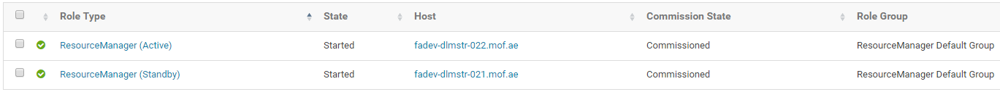 Role Type State Host Commission State Role Group
ResourceManager (Active) Started fadev-dlmstr-022.mof.ae Commissioned ResourceManager Default Group
ResourceManager (Standby) Started fadev-dlmstr-021.mof.ae Commissioned ResourceManager Default Group